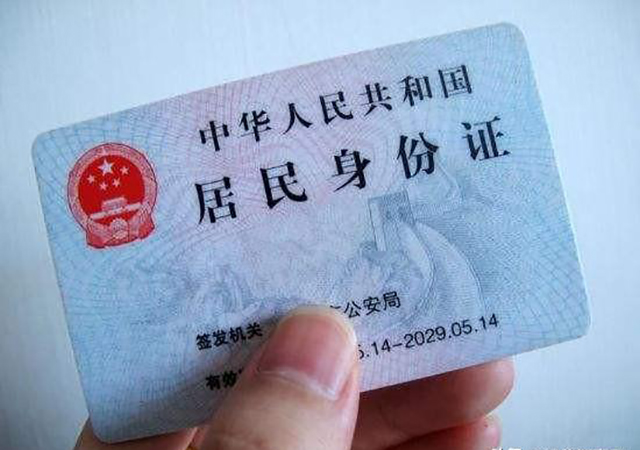 中华人民共和国
居民身份证
签发机关 公安局
有效 5.14-2029.05.14